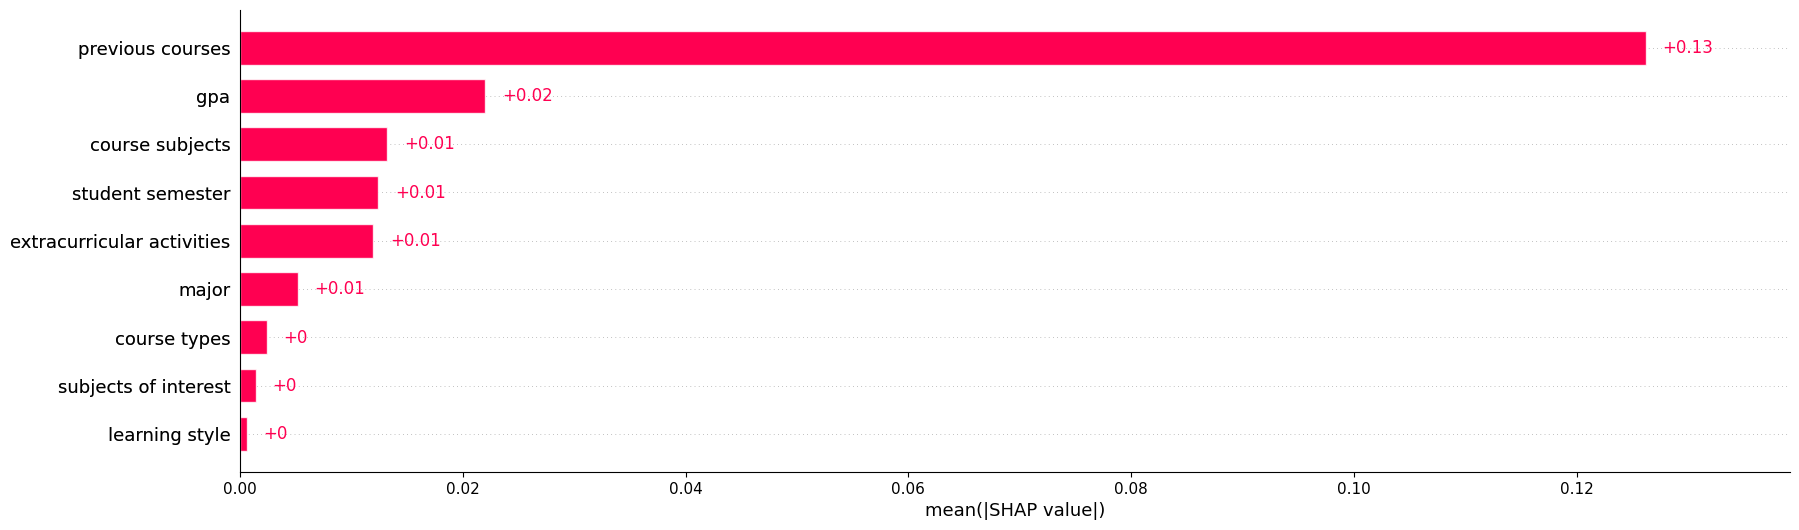 previous courses +0.13
gpa +0.02
course subjects +0.01
student semester +0.01
extracurricular activities +0.01
major +0.01
course types +0
subjects of interest +0
learning style +0
0.00 0.02 0.04 0.06 0.08 0.10 0.12
mean(|SHAP value|)